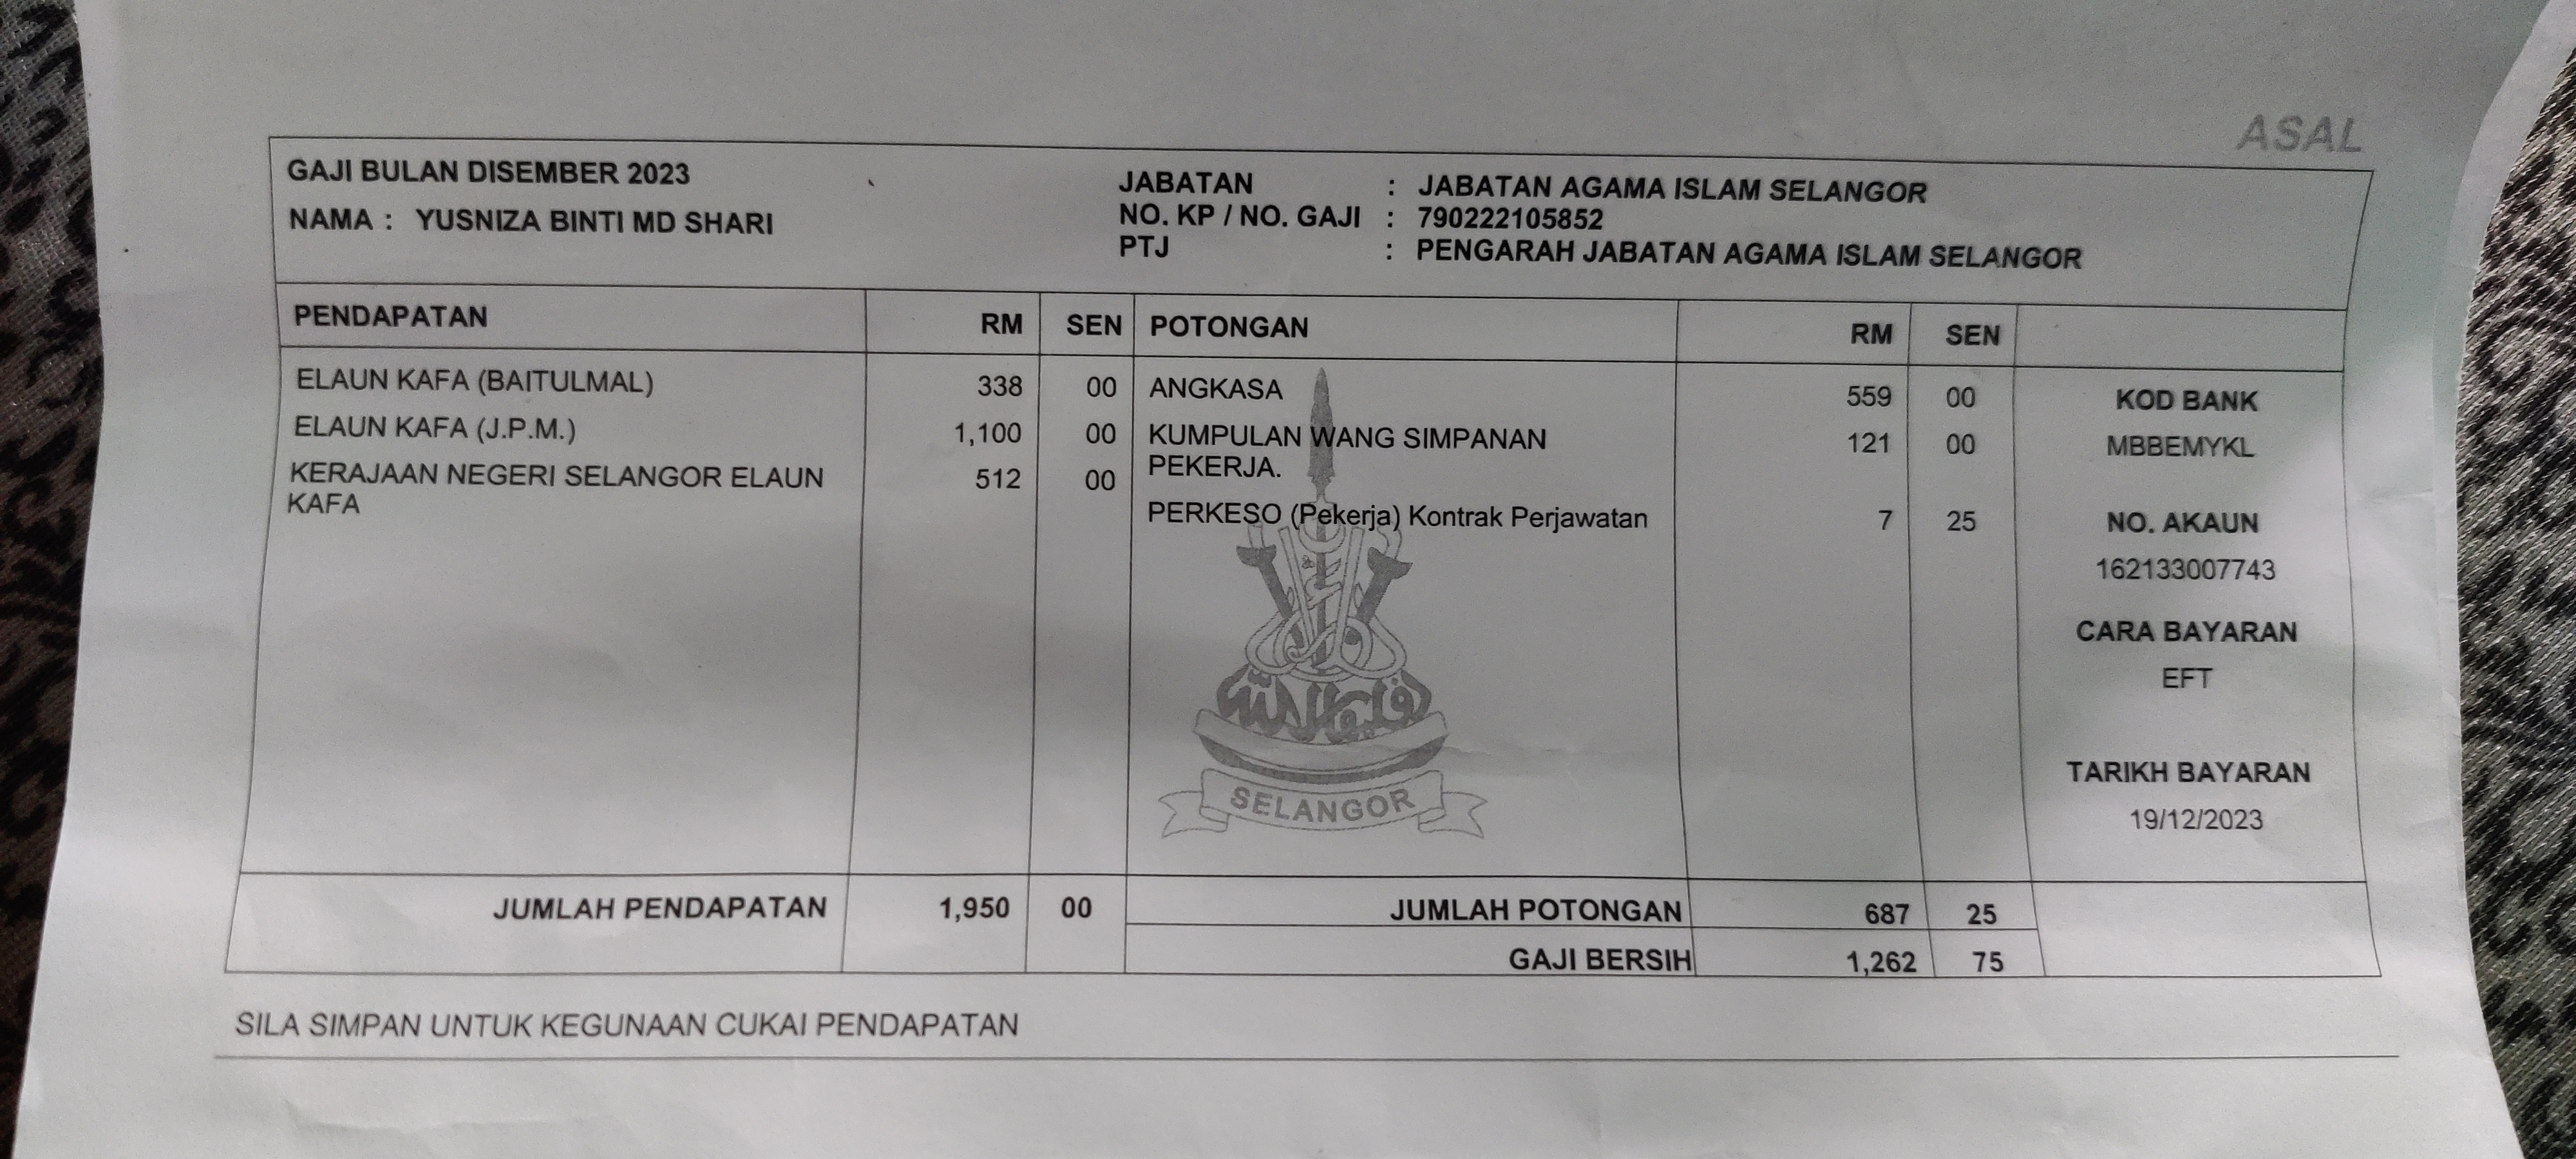 ASAL
GAJI BULAN DISEMBER 2023
NAMA : YUSNIZA BINTI MD SHARI
JABATAN : JABATAN AGAMA ISLAM SELANGOR
NO. KP / NO. GAJI : 790222105852
PTJ : PENGARAH JABATAN AGAMA ISLAM SELANGOR
PENDAPATAN RM SEN POTONGAN RM SEN
ELAUN KAFA (BAITULMAL) 338 00
ELAUN KAFA (J.P.M.) 1,100 00
KERAJAAN NEGERI SELANGOR ELAUN 512 00
KAFA
ANGKASA 559 00
KUMPULAN WANG SIMPANAN 121 00
PEKERJA.
PERKESO (Pekerja) Kontrak Perjawatan 7 25
SELANGOR
KOD BANK
MBBEMYKL
NO. AKAUN
162133007743
CARA BAYARAN
EFT
TARIKH BAYARAN
19/12/2023
JUMLAH PENDAPATAN 1,950 00
JUMLAH POTONGAN 687 25
GAJI BERSIH 1,262 75
SILA SIMPAN UNTUK KEGUNAAN CUKAI PENDAPATAN